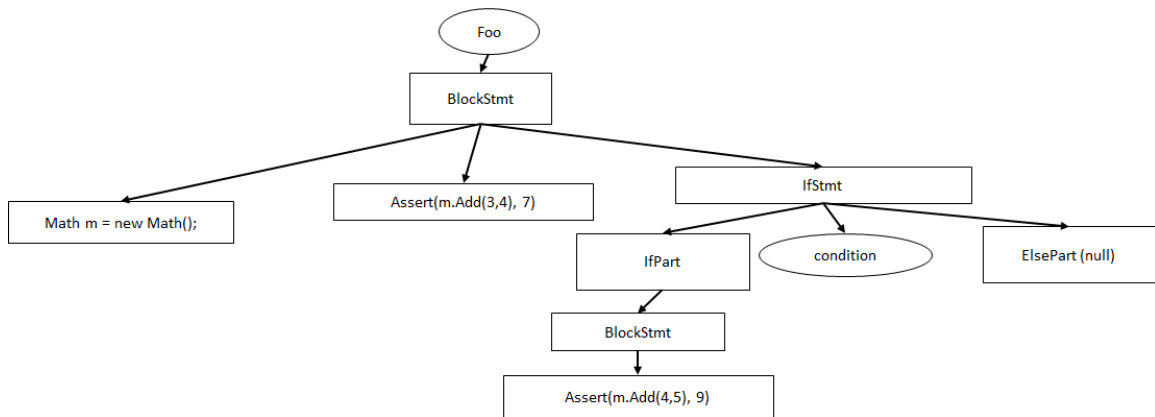 Foo
BlockStmt
IfStmt
Assert(m.Add(3,4), 7)
Math m = new Math();
IfPart
condition
ElsePart (null)
BlockStmt
Assert(m.Add(4,5), 9)